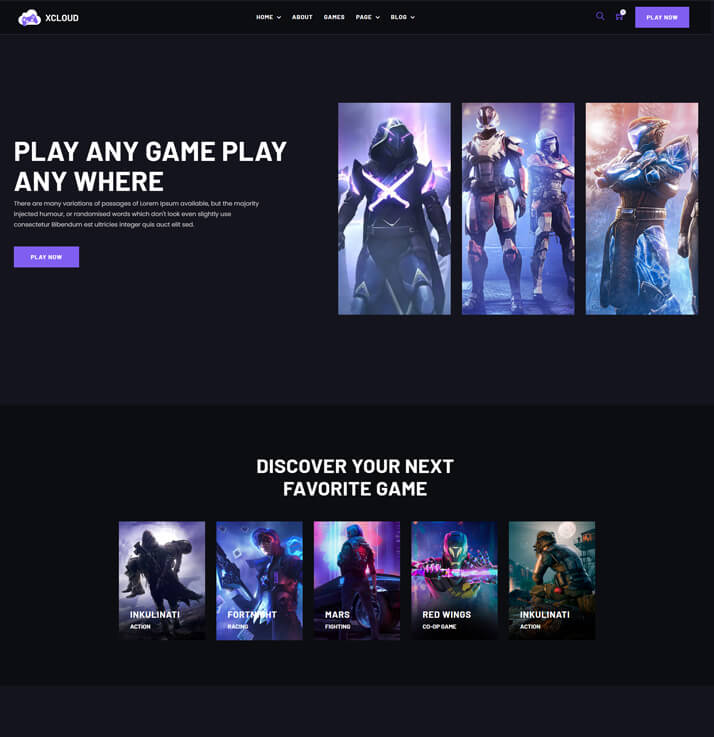 XCLOUD
HOME ABOUT GAMES PAGE BLOG
PLAY NOW
PLAY ANY GAME PLAY
ANY WHERE
There are many variations of passages of Lorem Ipsum available, but the majority
injected humour, or randomised words which don't look even slightly use
consectetur Bibendum est ultricies integer quis auct elit sed.
PLAY NOW
DISCOVER YOUR NEXT
FAVORITE GAME
INKULINATI
ACTION
FORTNIGHT
RACING
MARS
FIGHTING
RED WINGS
CO-OP GAME
INKULINATI
ACTION